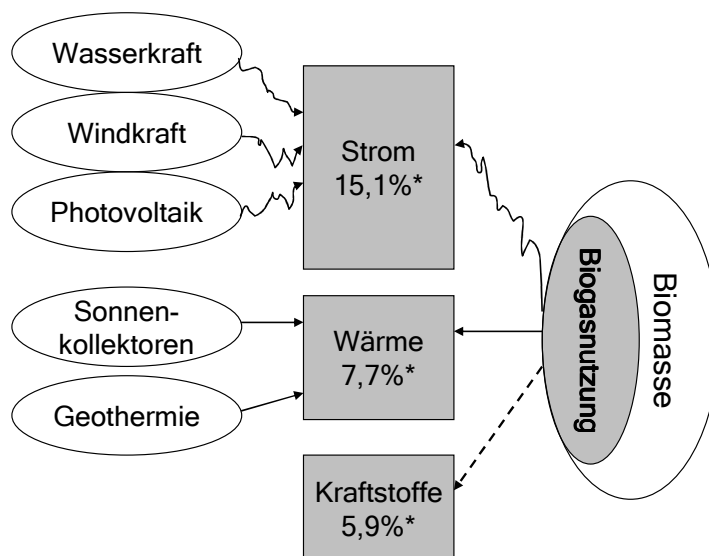 Wasserkraft
Windkraft
Photovoltaik
Sonnen-
kollektoren
Geothermie
Strom
15,1%*
Wärme
7,7%*
Kraftstoffe
5,9%*
Biogasnutzung
Biomasse